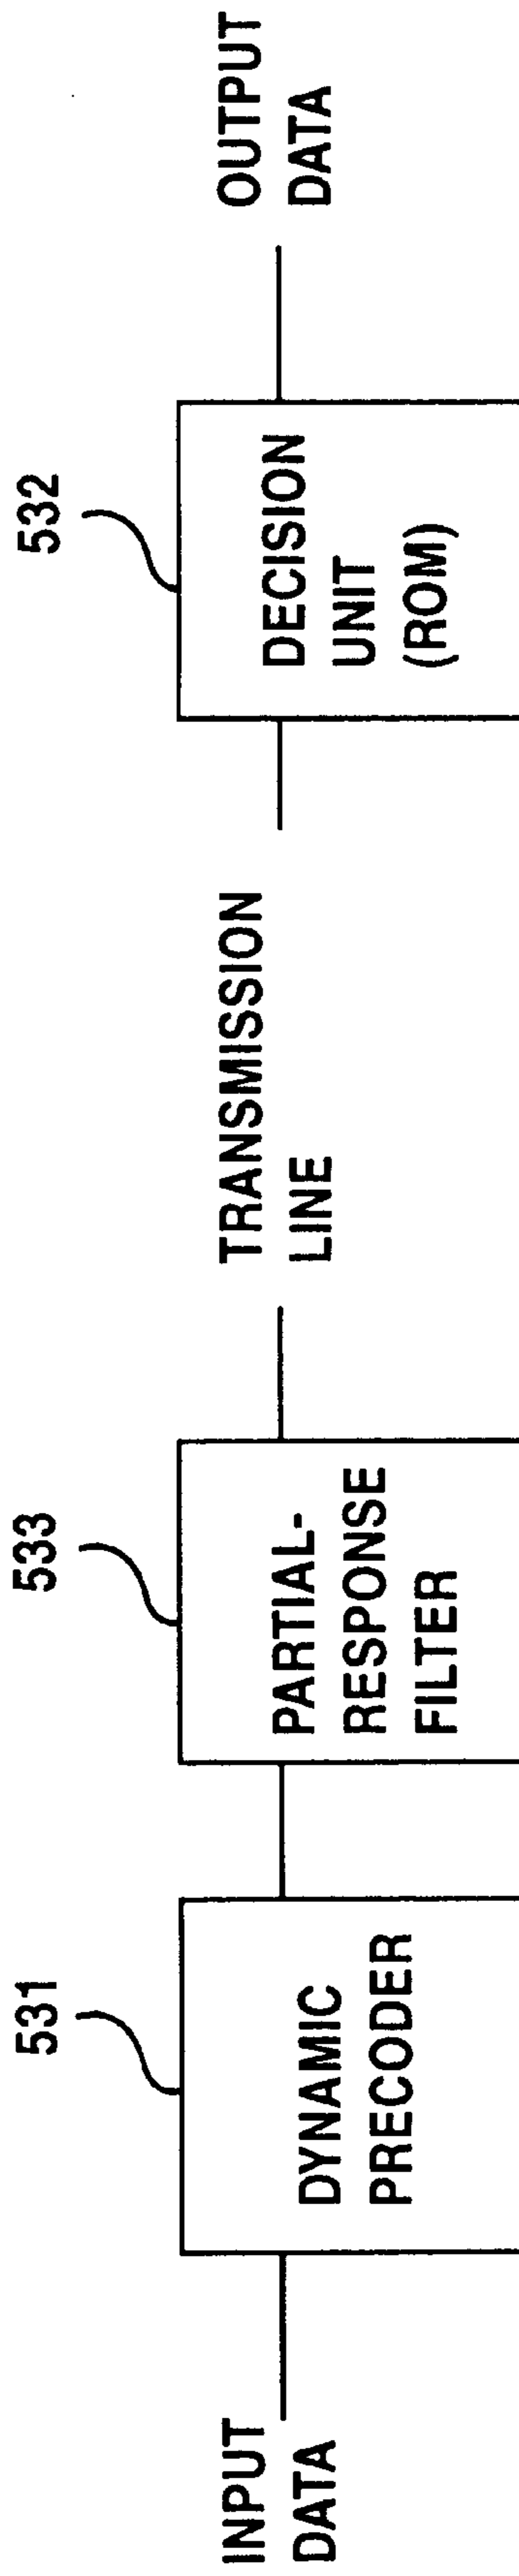 INPUT
DATA
531
DYNAMIC
PRECODER
533
PARTIAL-
RESPONSE
FILTER
TRANSMISSION
LINE
532
DECISION
UNIT
(ROM)
OUTPUT
DATA